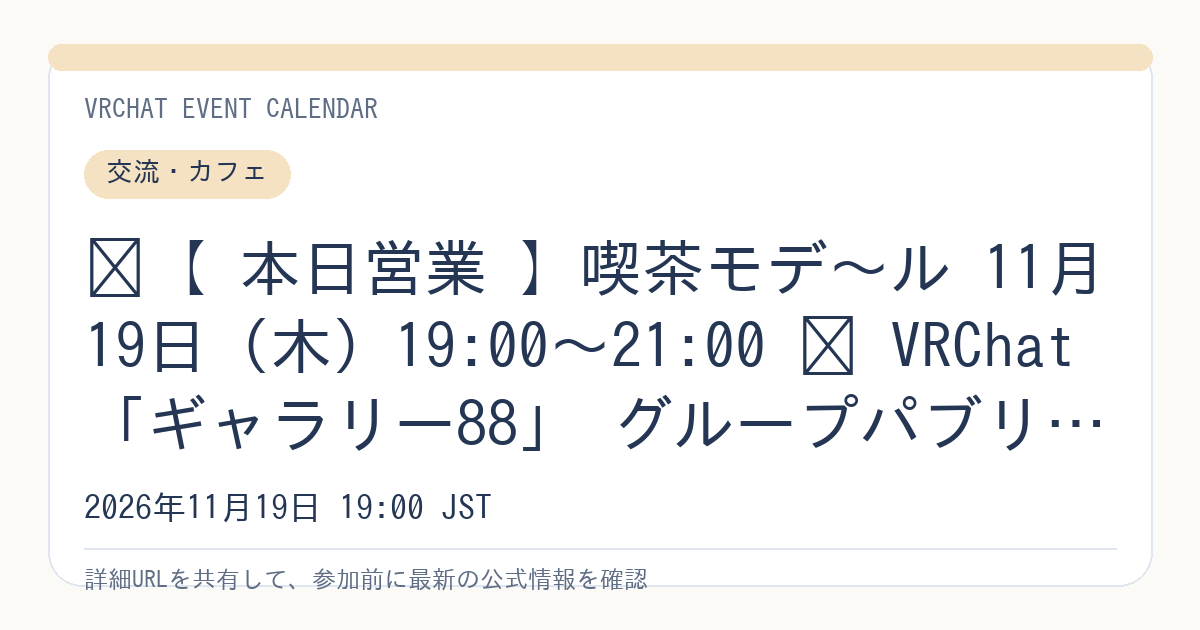 VRCHAT EVENT CALENDAR
交流・カフェ
【 本日営業 】喫茶モデ〜ル 11月
19日（木）19:00〜21:00 VRChat
「ギャラリー88」 グループパブリ…
2026年11月19日 19:00 JST
詳細URLを共有して、参加前に最新の公式情報を確認